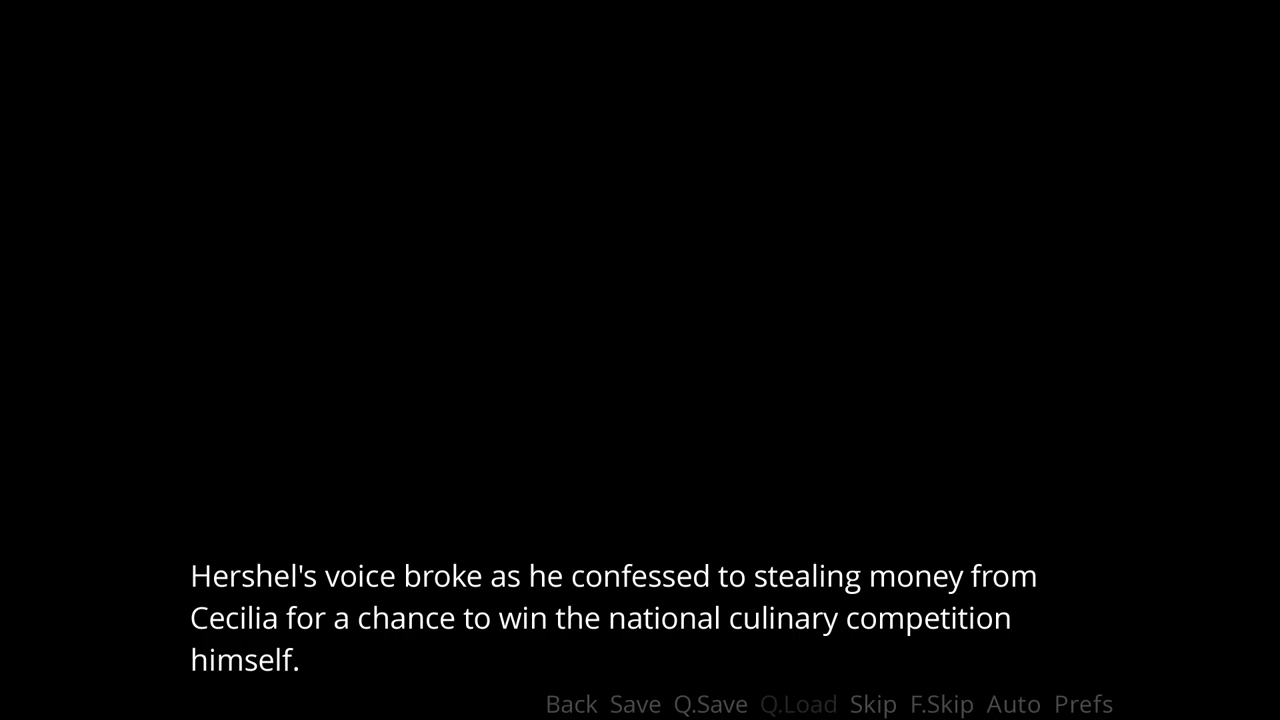 Hershel's voice broke as he confessed to stealing money from
Cecilia for a chance to win the national culinary competition
himself.
Back Save Q.Save Q.Load Skip F.Skip Auto Prefs